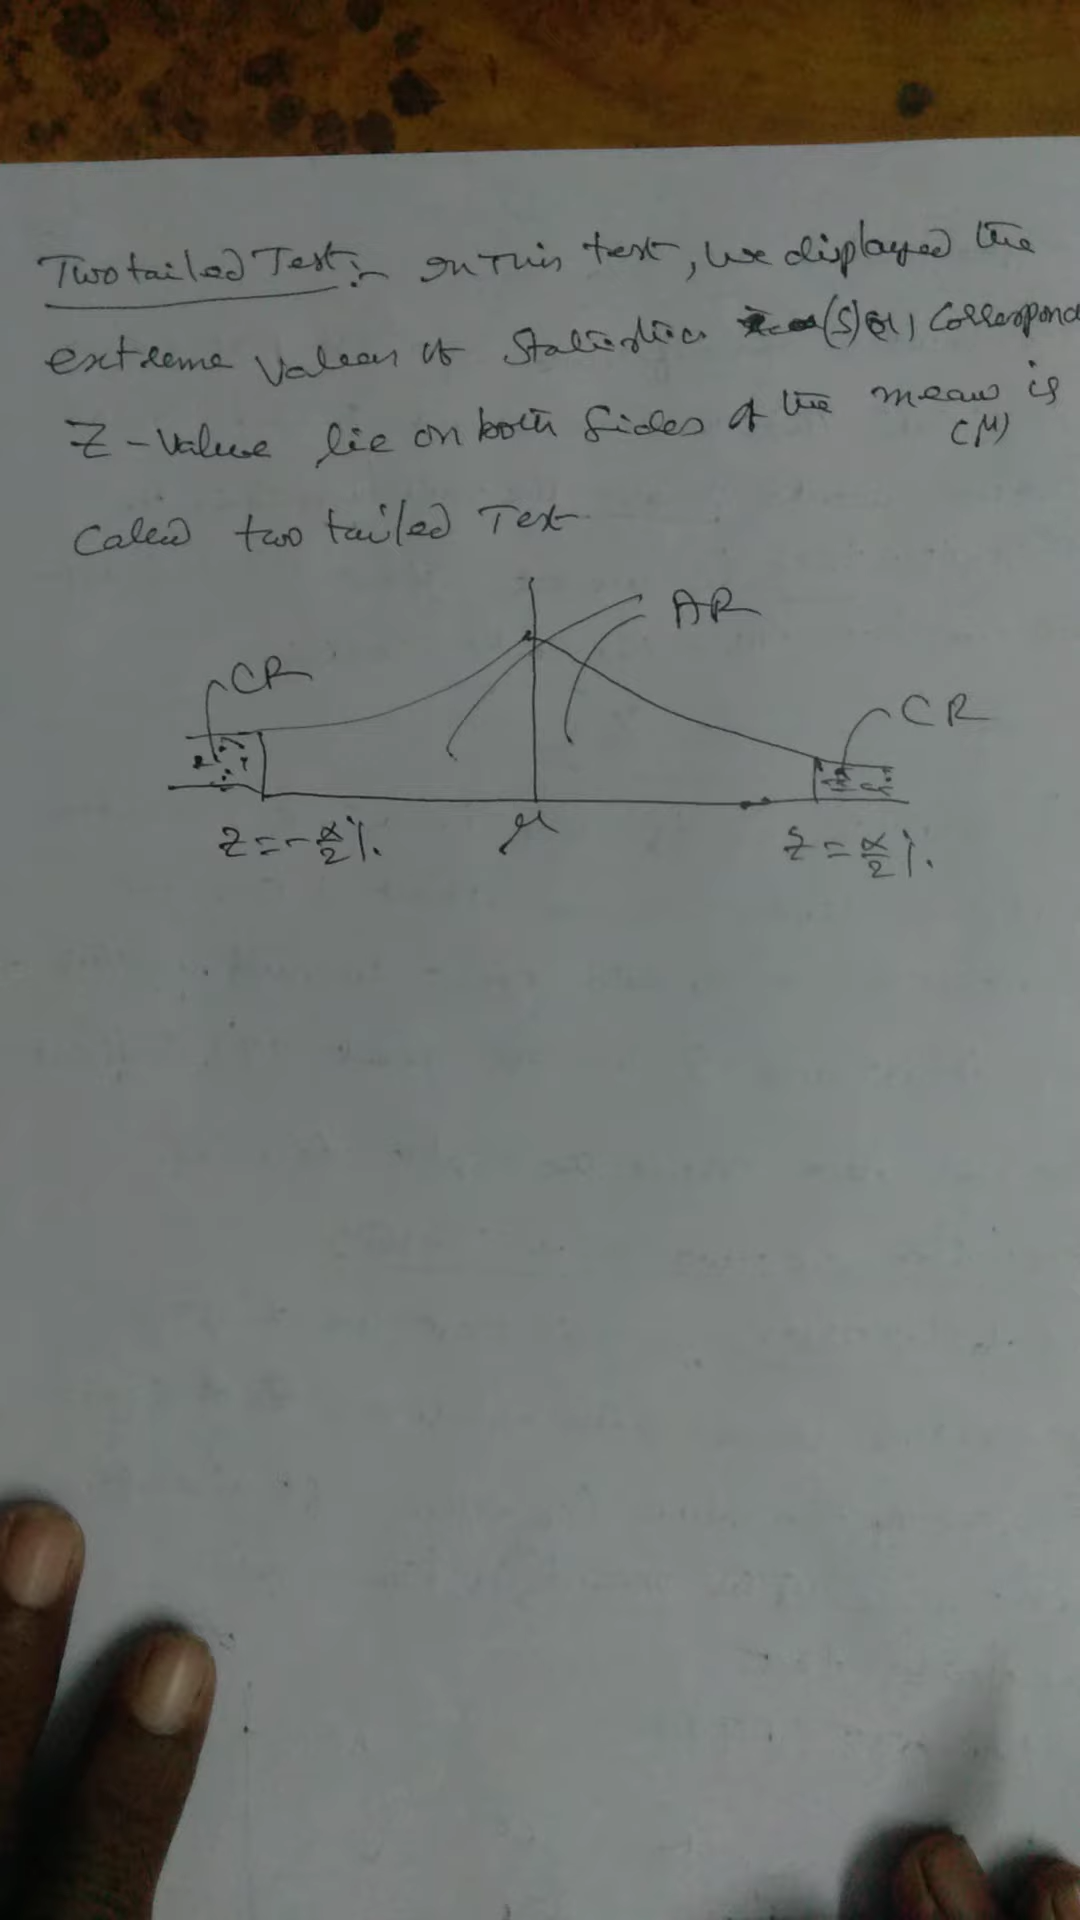 Two tailed Test :- In This test, we displayed the
extreme values of Statistics (S) (or) Correspond
Z - Value lie on both Sides of the mean is
(μ)
Called two tailed Test
AR
CR
CR
Z = - α/2 %.
μ
Z = α/2 %.